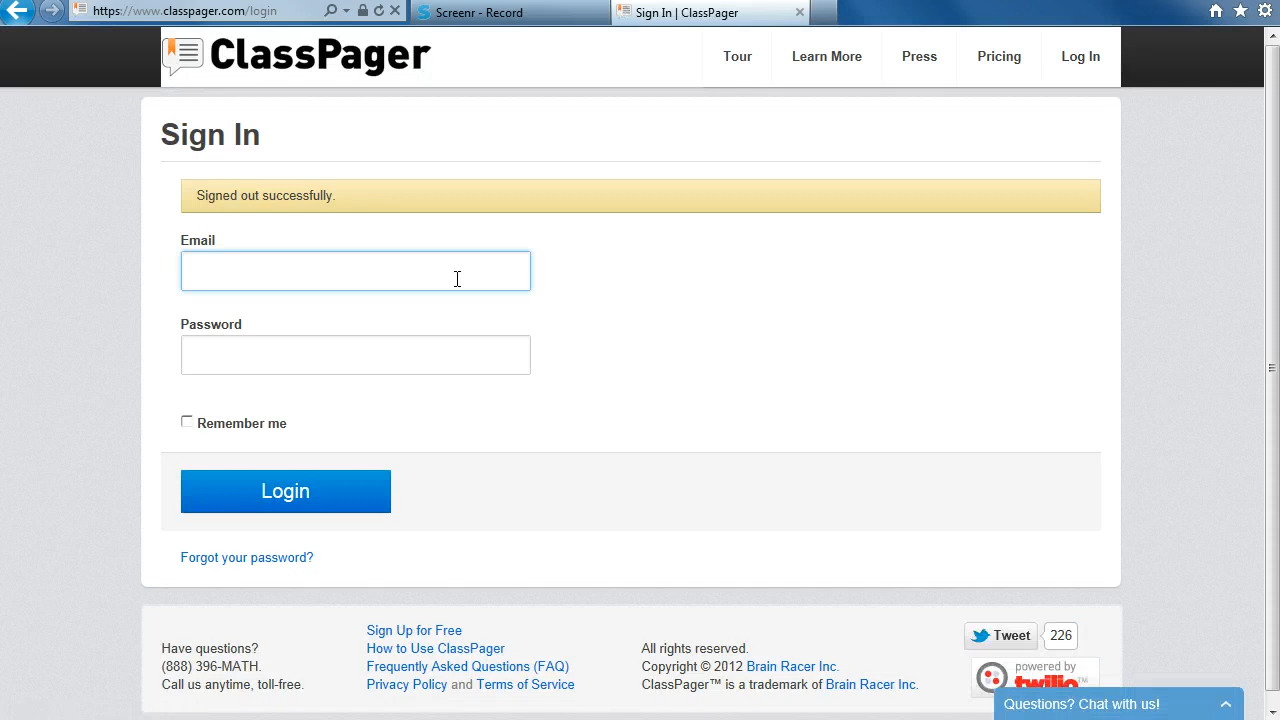 https://www.classpager.com/login
Screenr - Record
Sign In | ClassPager
ClassPager
Tour
Learn More
Press
Pricing
Log In
Sign In
Signed out successfully.
Email
Password
Remember me
Login
Forgot your password?
Have questions?
(888) 396-MATH.
Call us anytime, toll-free.
Sign Up for Free
How to Use ClassPager
Frequently Asked Questions (FAQ)
Privacy Policy and Terms of Service
All rights reserved.
Copyright © 2012 Brain Racer Inc.
ClassPager™ is a trademark of Brain Racer Inc.
Tweet
226
powered by
twilio
Questions? Chat with us!